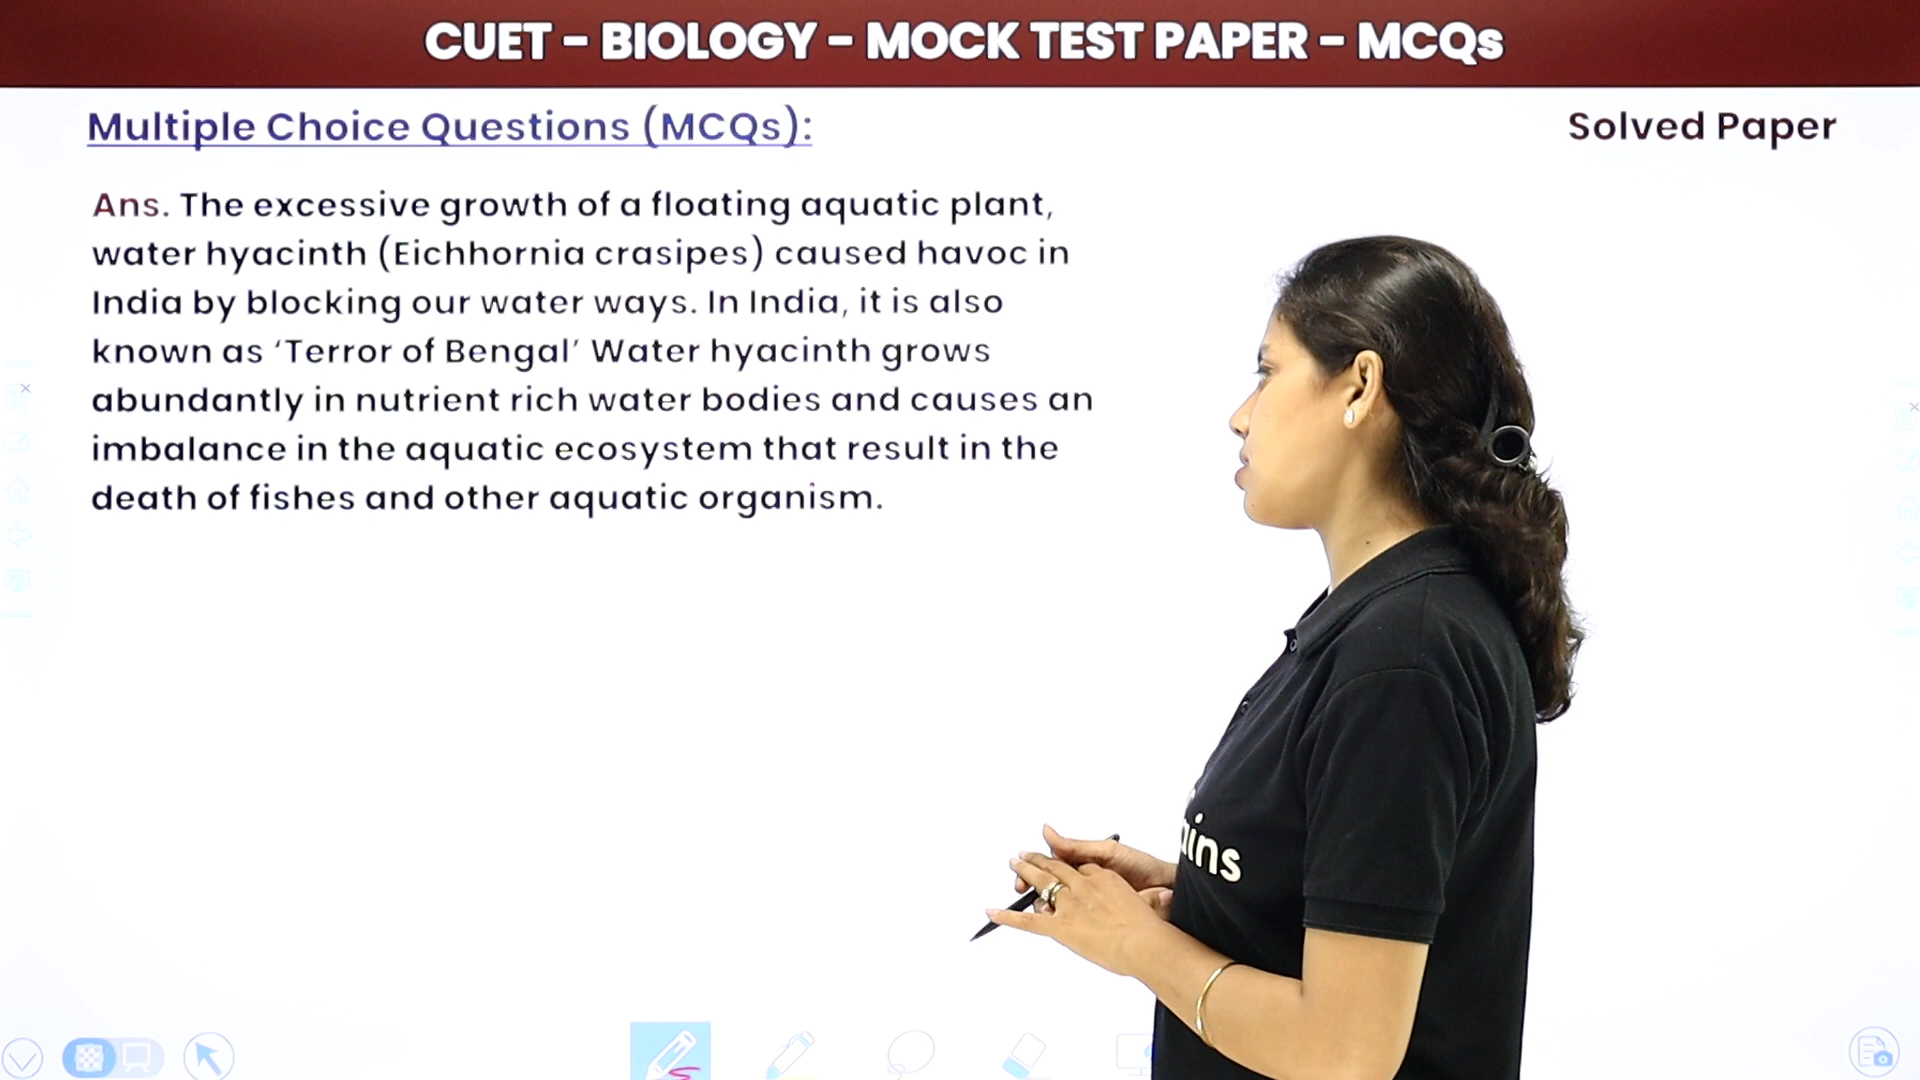 CUET - BIOLOGY - MOCK TEST PAPER - MCQs
Multiple Choice Questions (MCQs):
Solved Paper
Ans. The excessive growth of a floating aquatic plant,
water hyacinth (Eichhornia crasipes) caused havoc in
India by blocking our water ways. In India, it is also
known as ‘Terror of Bengal’ Water hyacinth grows
abundantly in nutrient rich water bodies and causes an
imbalance in the aquatic ecosystem that result in the
death of fishes and other aquatic organism.
ains